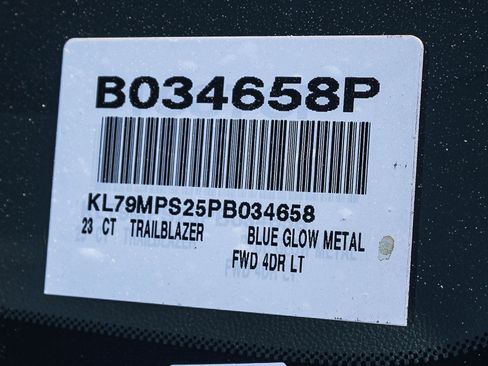 B034658P
KL79MPS25PB034658
23 CT TRAILBLAZER BLUE GLOW METAL
FWD 4DR LT